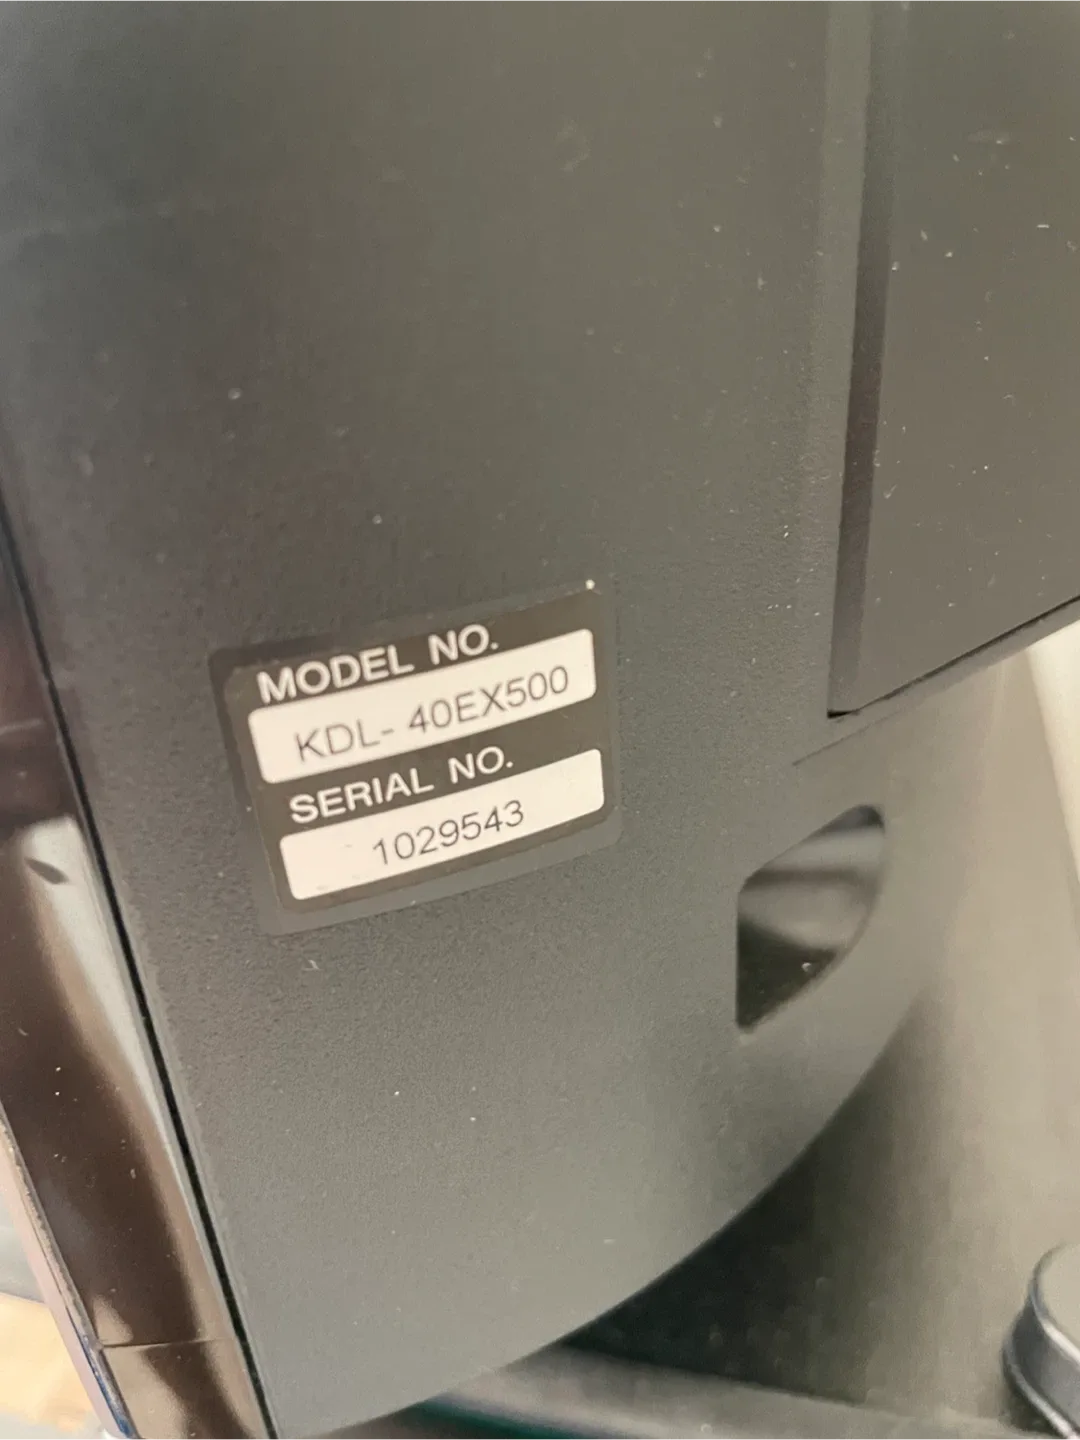 MODEL NO.
KDL- 40EX500
SERIAL NO.
1029543